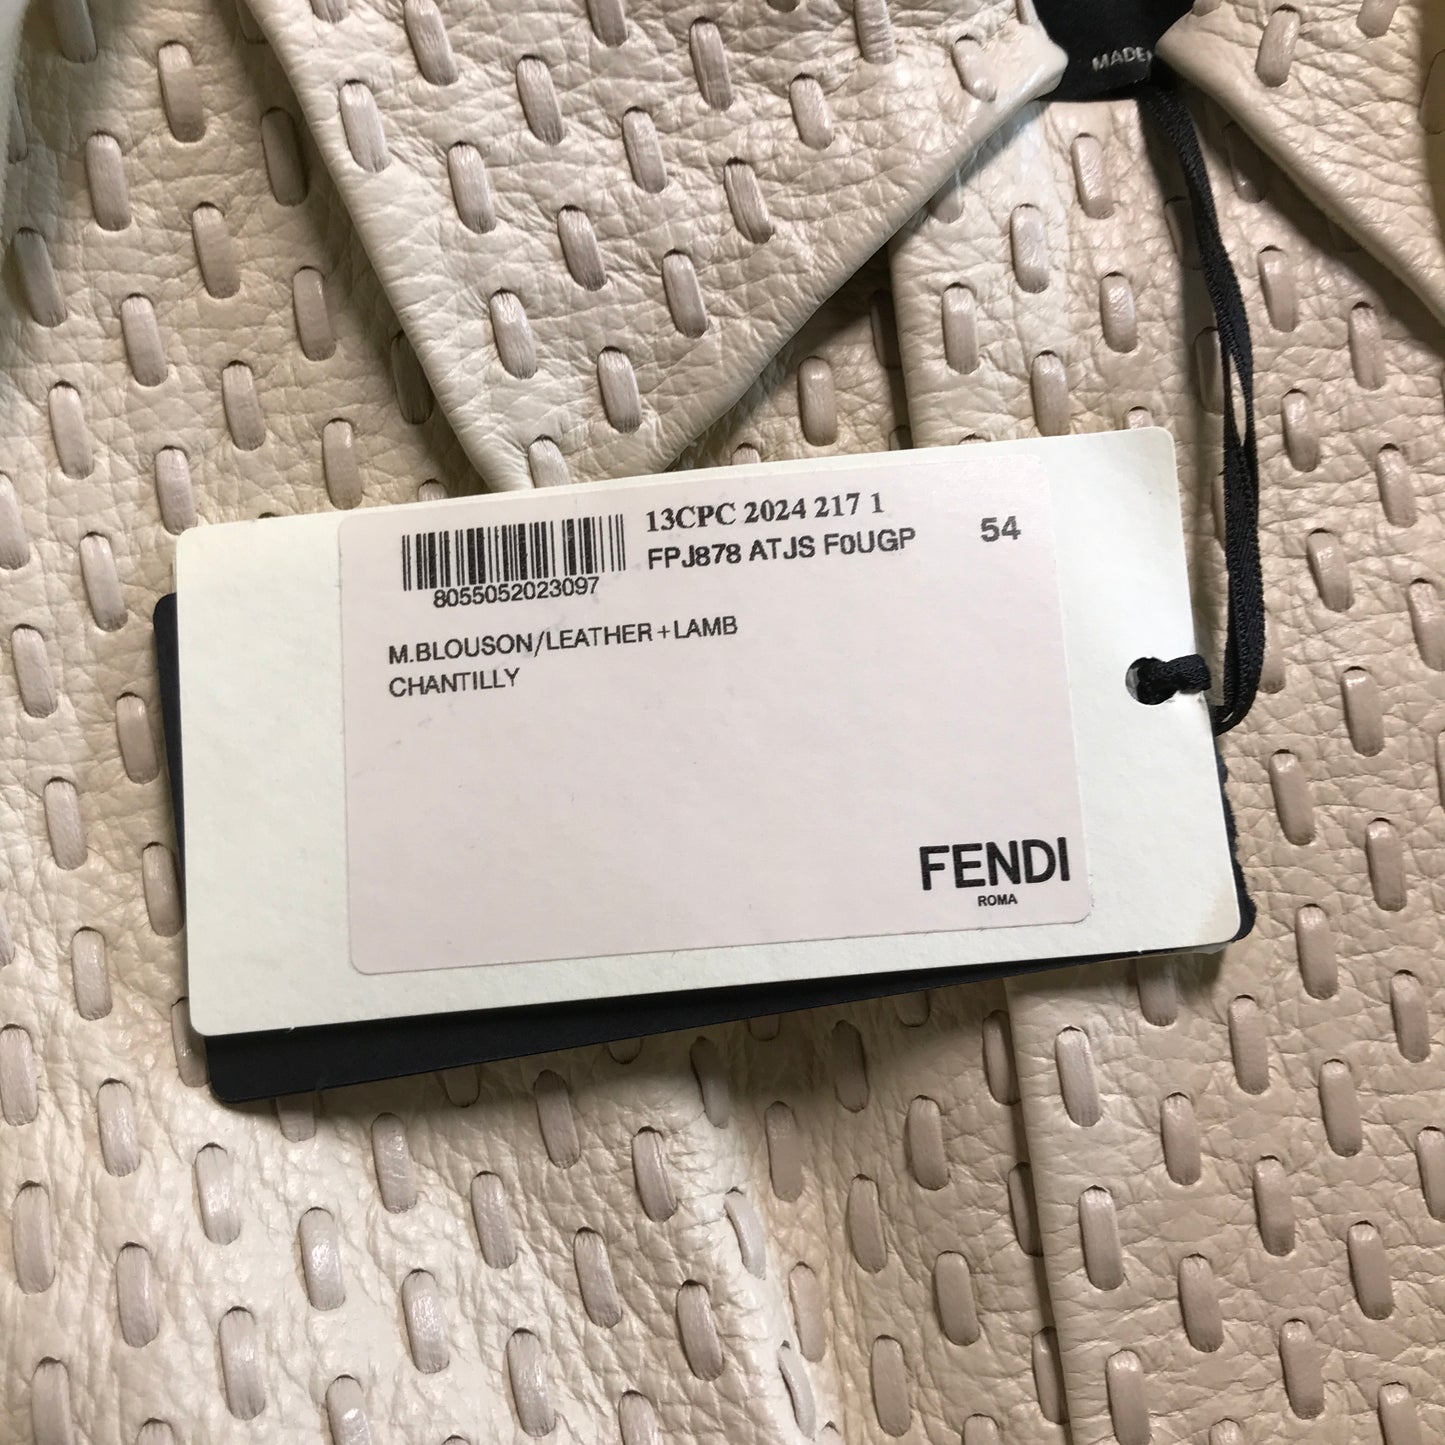 MADE
13CPC 2024 217 1
FPJ878 ATJS F0UGP
54
8055052023097
M.BLOUSON/LEATHER+LAMB
CHANTILLY
FENDI
ROMA